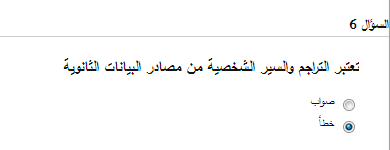 السؤال 6
تعتبر التراجم والسير الشخصية من مصادر البيانات الثانوية
صواب
خطأ